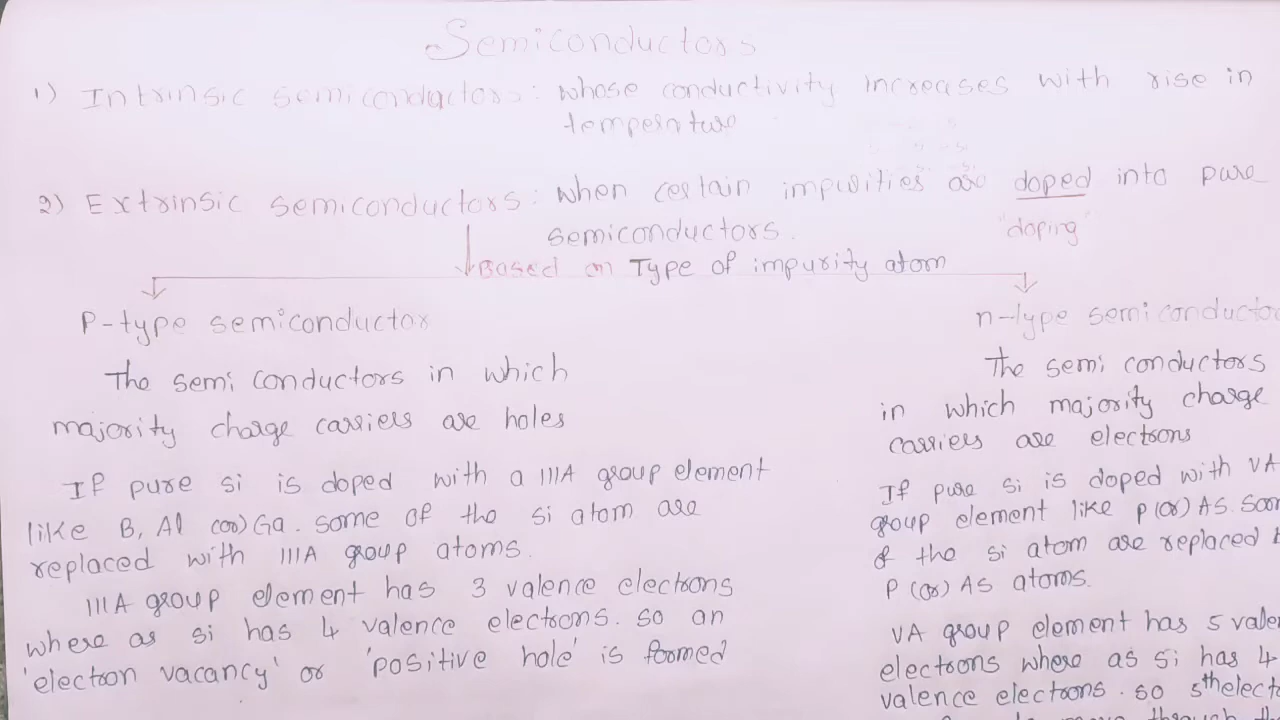 Semiconductors
1) Intrinsic semiconductors: whose conductivity increases with rise in
temperature
2) Extrinsic semiconductors: when certain impurities are doped into pure
semiconductors.
"doping"
Based on Type of impurity atom
P-type semiconductor
The semi conductors in which
majority charge carriers are holes
If pure si is doped with a IIIA group element
like B, Al (or) Ga. some of the si atom are
replaced with IIIA group atoms.
IIIA group element has 3 valence electrons
where as si has 4 valence electrons. so an
'electron vacancy' or 'positive hole' is formed
n-type semiconducto
The semi conductors
in which majority charge
carriers are electrons
If pure si is doped with VA
group element like P (or) As. som
of the si atom are replaced
P (or) As atoms.
VA group element has 5 valen
electrons where as si has 4
valence electrons. so 5th elect
to move through th